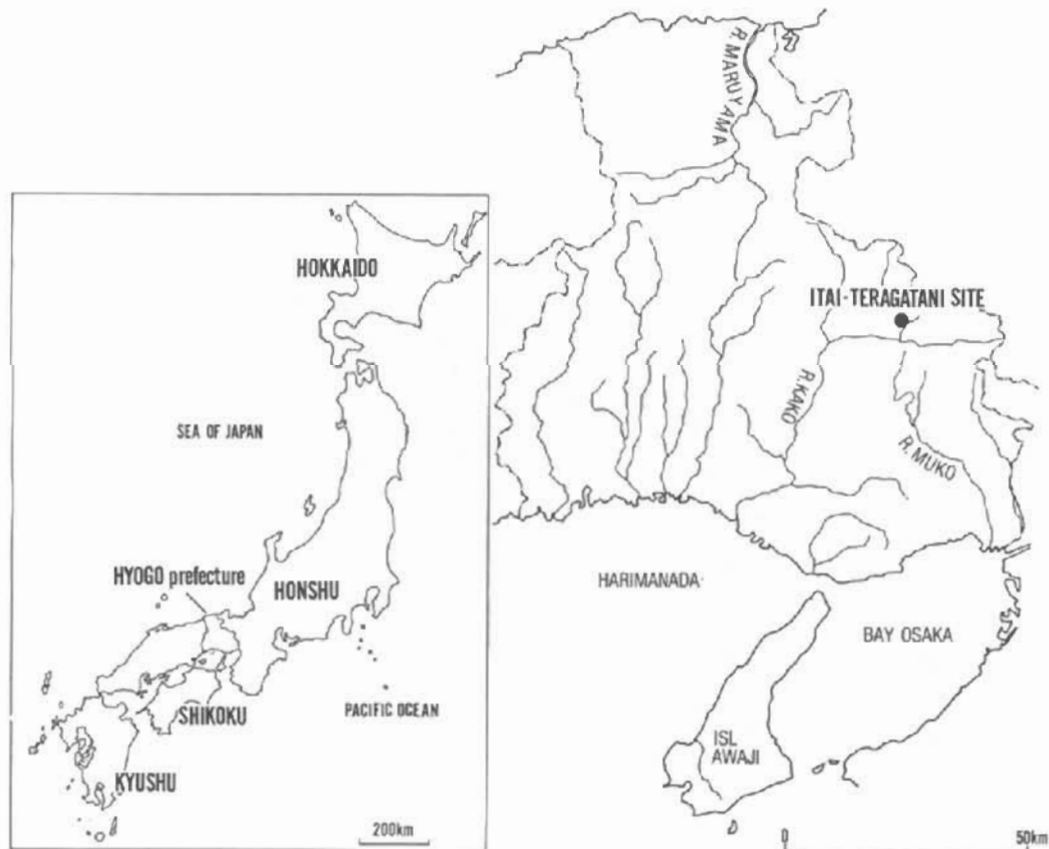 HOKKAIDO
SEA OF JAPAN
HYOGO prefecture
HONSHU
SHIKOKU
PACIFIC OCEAN
KYUSHU
200km
R. MARUYAMA
ITAI-TERAGATANI SITE
R.KAKO
R. MUKO
HARIMANADA
BAY OSAKA
ISL
AWAJI
0
50km